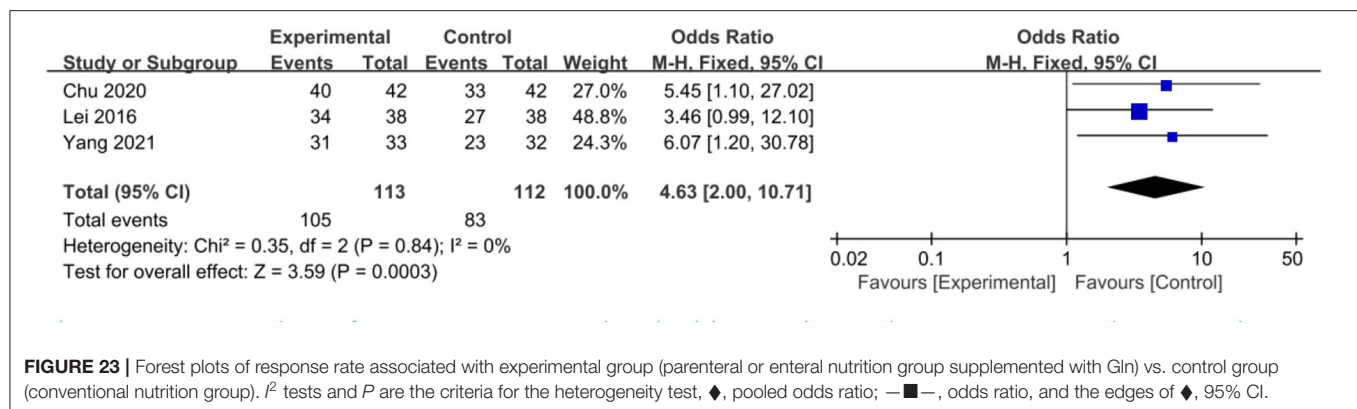 Experimental Control Odds Ratio Odds Ratio
Study or Subgroup Events Total Events Total Weight M-H, Fixed, 95% CI M-H, Fixed, 95% CI
Chu 2020 40 42 33 42 27.0% 5.45 [1.10, 27.02]
Lei 2016 34 38 27 38 48.8% 3.46 [0.99, 12.10]
Yang 2021 31 33 23 32 24.3% 6.07 [1.20, 30.78]
Total (95% CI) 113 112 100.0% 4.63 [2.00, 10.71]
Total events 105 83
Heterogeneity: Chi² = 0.35, df = 2 (P = 0.84); I² = 0%
Test for overall effect: Z = 3.59 (P = 0.0003)
0.02 0.1 1 10 50
Favours [Experimental] Favours [Control]
FIGURE 23 | Forest plots of response rate associated with experimental group (parenteral or enteral nutrition group supplemented with Gln) vs. control group
(conventional nutrition group). I² tests and P are the criteria for the heterogeneity test, ♦, pooled odds ratio; —■—, odds ratio, and the edges of ♦, 95% CI.